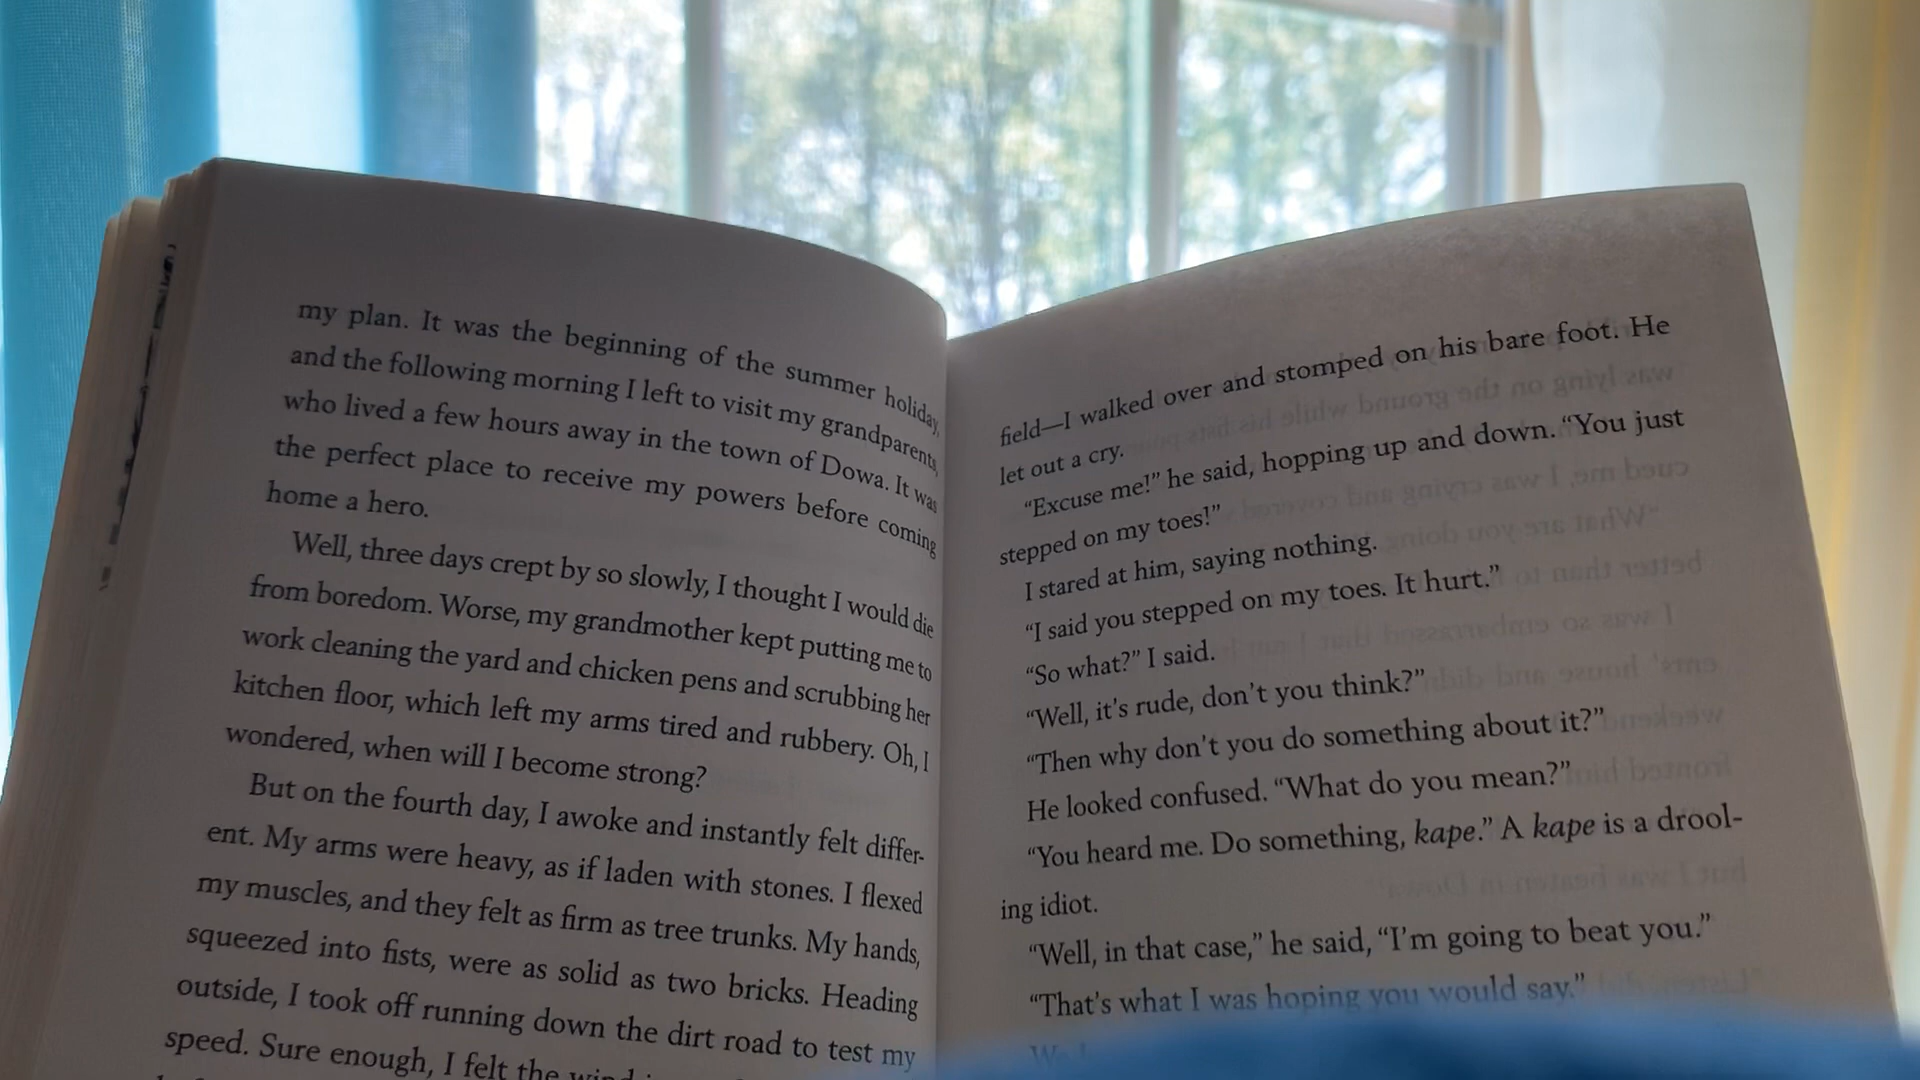 my plan. It was the beginning of the summer holiday,
and the following morning I left to visit my grandparents,
who lived a few hours away in the town of Dowa. It was
the perfect place to receive my powers before coming
home a hero.
Well, three days crept by so slowly, I thought I would die
from boredom. Worse, my grandmother kept putting me to
work cleaning the yard and chicken pens and scrubbing her
kitchen floor, which left my arms tired and rubbery. Oh, I
wondered, when will I become strong?
But on the fourth day, I awoke and instantly felt differ-
ent. My arms were heavy, as if laden with stones. I flexed
my muscles, and they felt as firm as tree trunks. My hands,
squeezed into fists, were as solid as two bricks. Heading
outside, I took off running down the dirt road to test my
speed. Sure enough, I felt the
field—I walked over and stomped on his bare foot. He
let out a cry.
“Excuse me!” he said, hopping up and down. “You just
stepped on my toes!”
I stared at him, saying nothing.
“I said you stepped on my toes. It hurt.”
“So what?” I said.
“Well, it’s rude, don’t you think?”
“Then why don’t you do something about it?”
He looked confused. “What do you mean?”
“You heard me. Do something, kape.” A kape is a drool-
ing idiot.
“Well, in that case,” he said, “I’m going to beat you.”
“That’s what I was hoping you would say.”